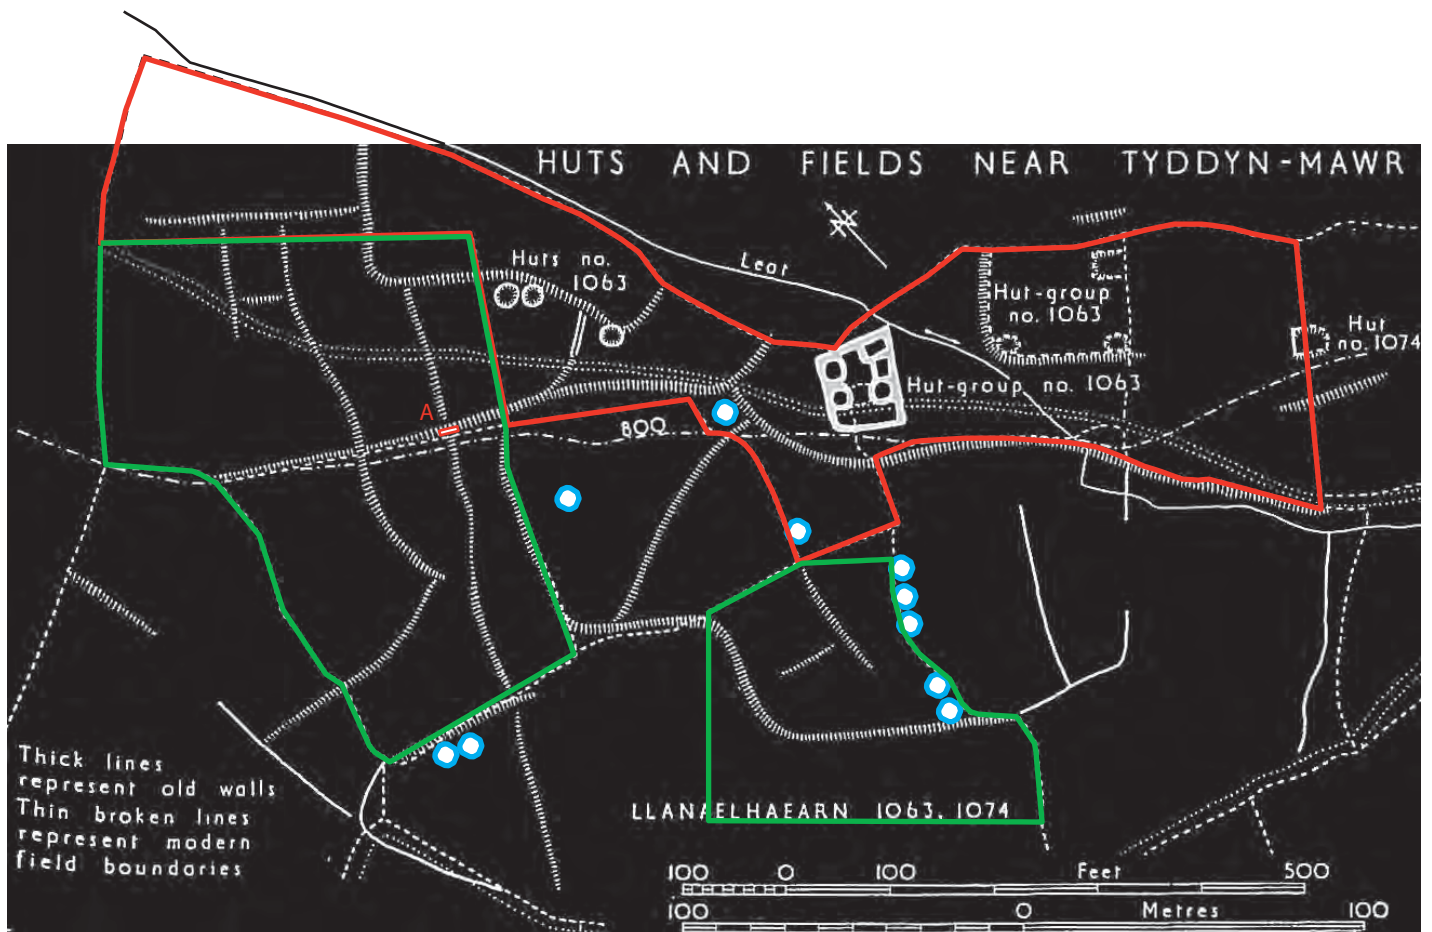 HUTS AND FIELDS NEAR TYDDYN-MAWR
Leat
Huts no.
1063
Hut-group
no. 1063
Hut
no. 1074
Hut-group no. 1063
A
BOQ
Thick lines
represent old walls
Thin broken lines
represent modern
field boundaries
LLANAELHAEARN 1063, 1074
100 0 100 Feet 500
100 0 Metres 100